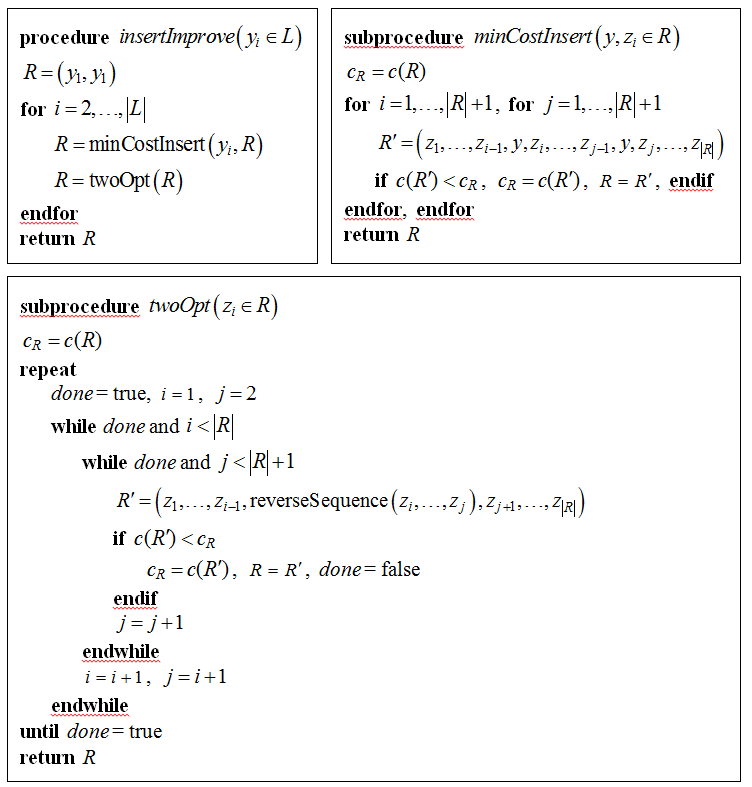 procedure insertImprove(y_i ∈ L)
R = (y_1, y_1)
for i = 2,…,|L|
R = minCostInsert(y_i, R)
R = twoOpt(R)
endfor
return R
subprocedure minCostInsert(y, z_i ∈ R)
c_R = c(R)
for i = 1,…,|R|+1, for j = 1,…,|R|+1
R′ = (z_1,…,z_{i−1}, y, z_i,…,z_{j−1}, y, z_j,…,z_{|R|})
if c(R′) < c_R, c_R = c(R′), R = R′, endif
endfor, endfor
return R
subprocedure twoOpt(z_i ∈ R)
c_R = c(R)
repeat
done = true, i = 1, j = 2
while done and i < |R|
while done and j < |R|+1
R′ = (z_1,…,z_{i−1}, reverseSequence(z_i,…,z_j), z_{j+1},…,z_{|R|})
if c(R′) < c_R
c_R = c(R′), R = R′, done = false
endif
j = j+1
endwhile
i = i+1, j = i+1
endwhile
until done = true
return R